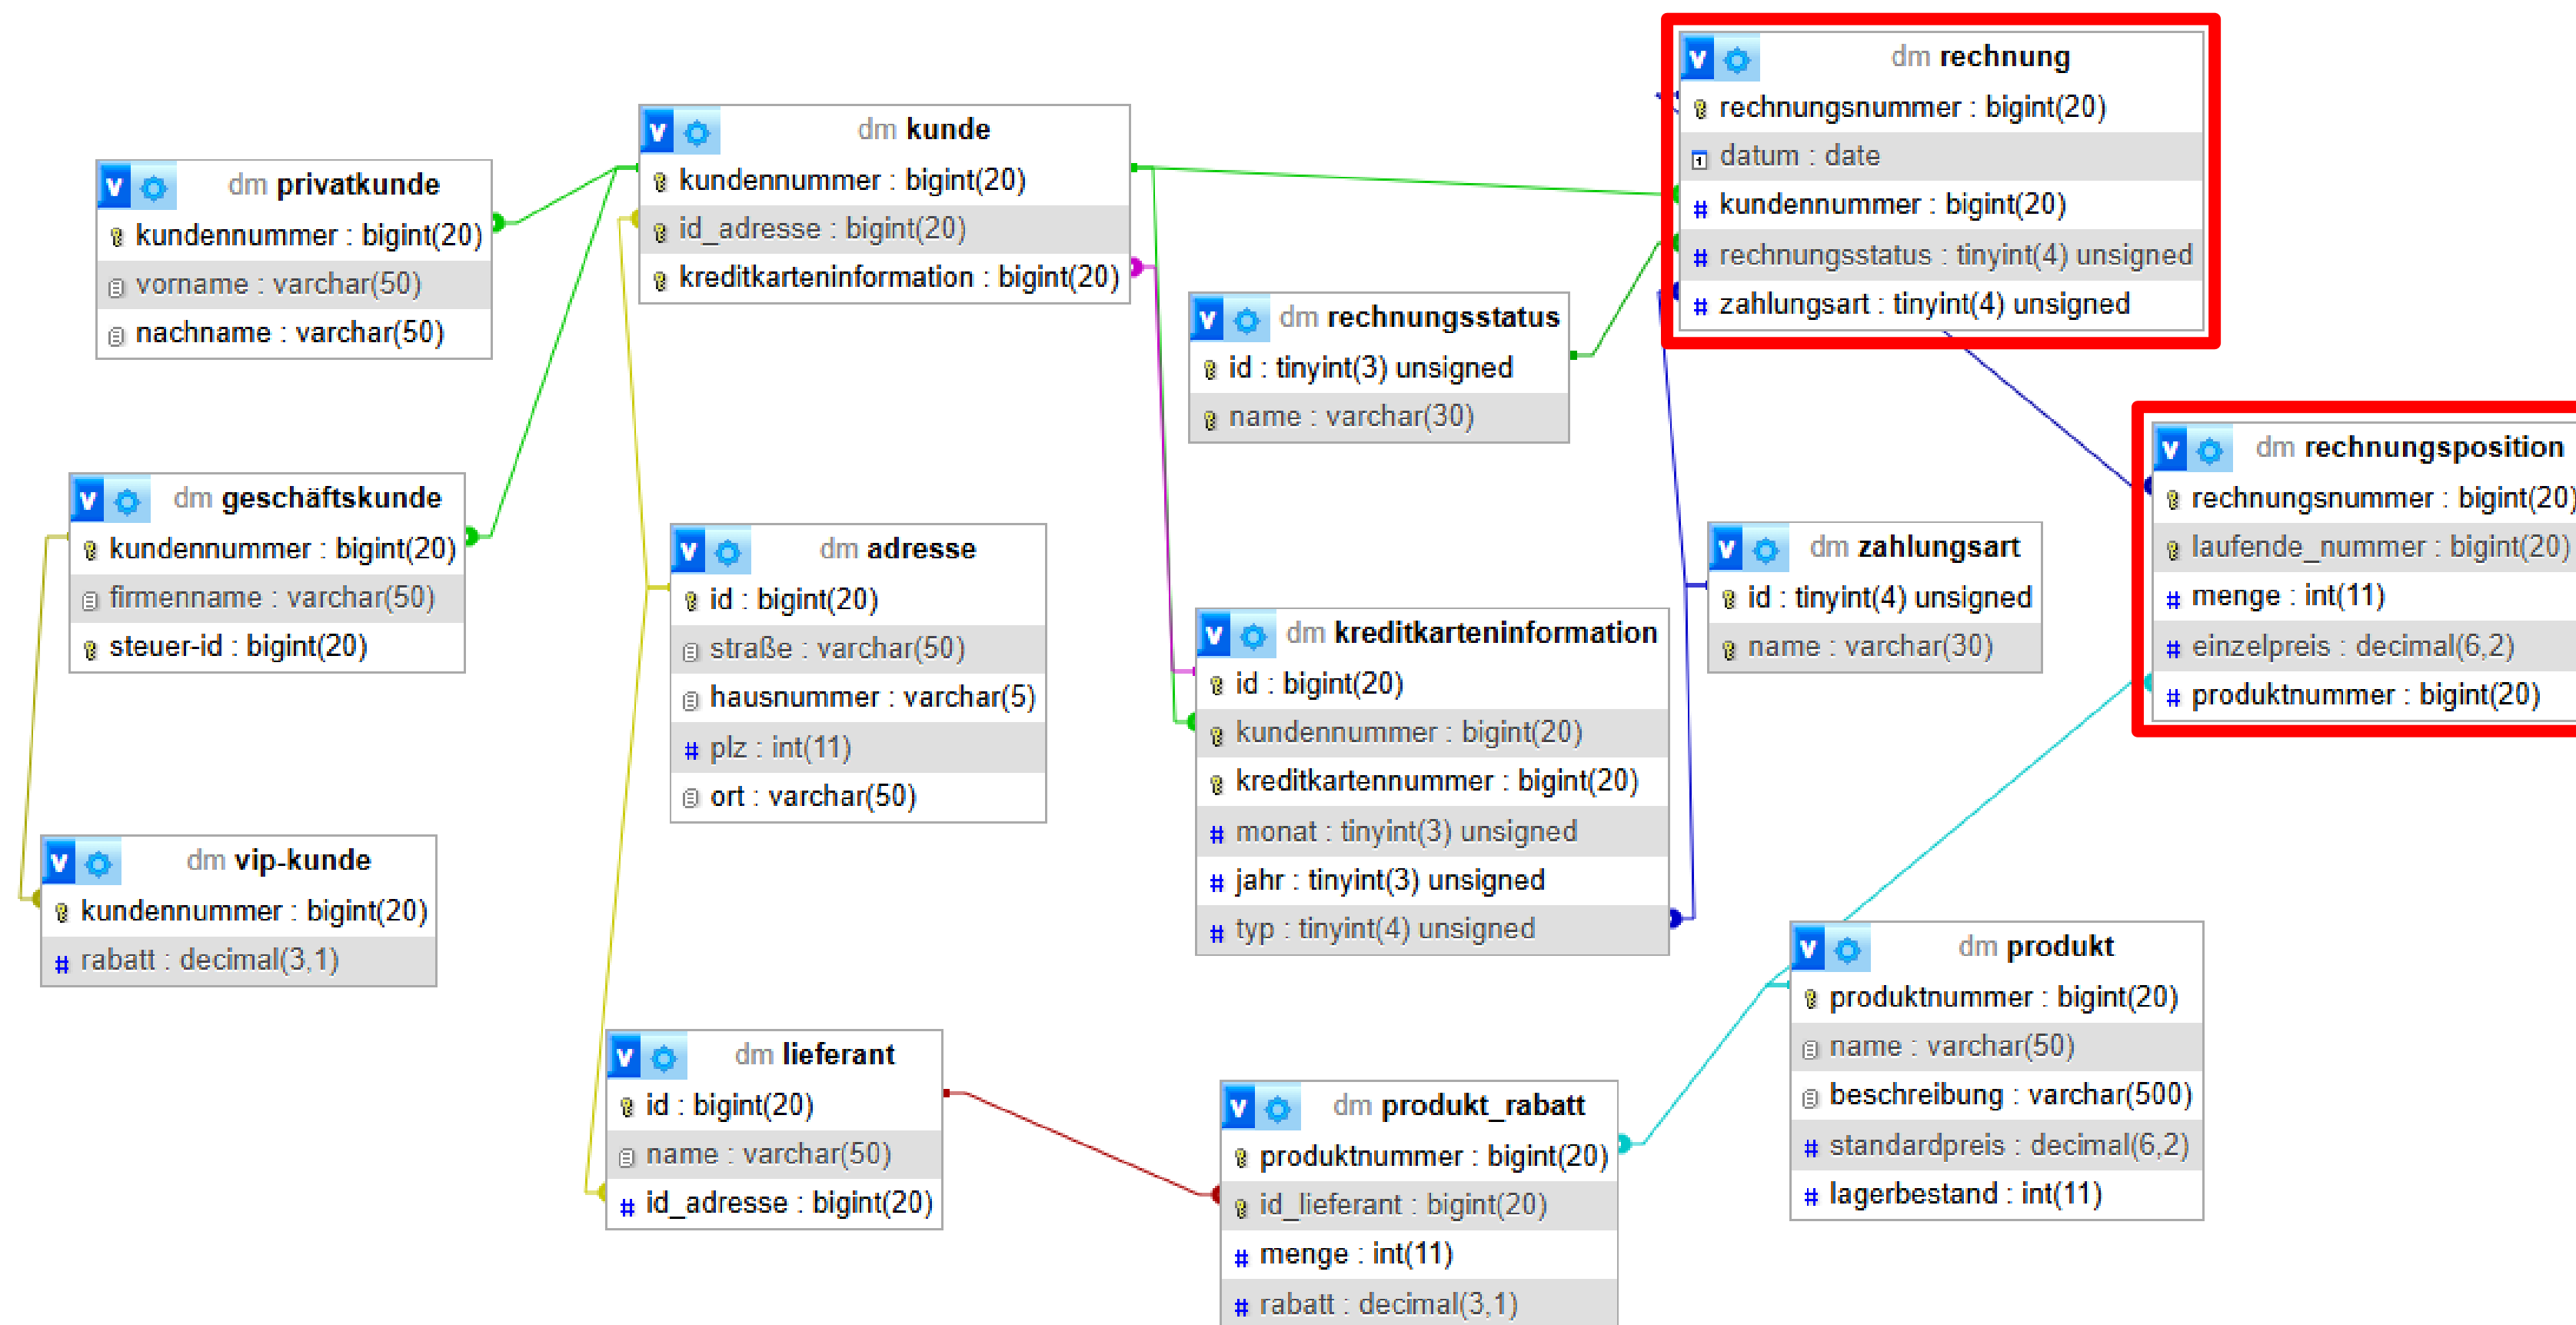 dm rechnung
rechnungsnummer : bigint(20)
datum : date
kundennummer : bigint(20)
rechnungsstatus : tinyint(4) unsigned
zahlungsart : tinyint(4) unsigned
dm kunde
kundennummer : bigint(20)
id_adresse : bigint(20)
kreditkarteninformation : bigint(20)
dm privatkunde
kundennummer : bigint(20)
vorname : varchar(50)
nachname : varchar(50)
dm rechnungsstatus
id : tinyint(3) unsigned
name : varchar(30)
dm rechnungsposition
rechnungsnummer : bigint(20)
laufende_nummer : bigint(20)
menge : int(11)
einzelpreis : decimal(6,2)
produktnummer : bigint(20)
dm geschäftskunde
kundennummer : bigint(20)
firmenname : varchar(50)
steuer-id : bigint(20)
dm adresse
id : bigint(20)
straße : varchar(50)
hausnummer : varchar(5)
plz : int(11)
ort : varchar(50)
dm zahlungsart
id : tinyint(4) unsigned
name : varchar(30)
dm kreditkarteninformation
id : bigint(20)
kundennummer : bigint(20)
kreditkartennummer : bigint(20)
monat : tinyint(3) unsigned
jahr : tinyint(3) unsigned
typ : tinyint(4) unsigned
dm vip-kunde
kundennummer : bigint(20)
rabatt : decimal(3,1)
dm produkt
produktnummer : bigint(20)
name : varchar(50)
beschreibung : varchar(500)
standardpreis : decimal(6,2)
lagerbestand : int(11)
dm lieferant
id : bigint(20)
name : varchar(50)
id_adresse : bigint(20)
dm produkt_rabatt
produktnummer : bigint(20)
id_lieferant : bigint(20)
menge : int(11)
rabatt : decimal(3,1)